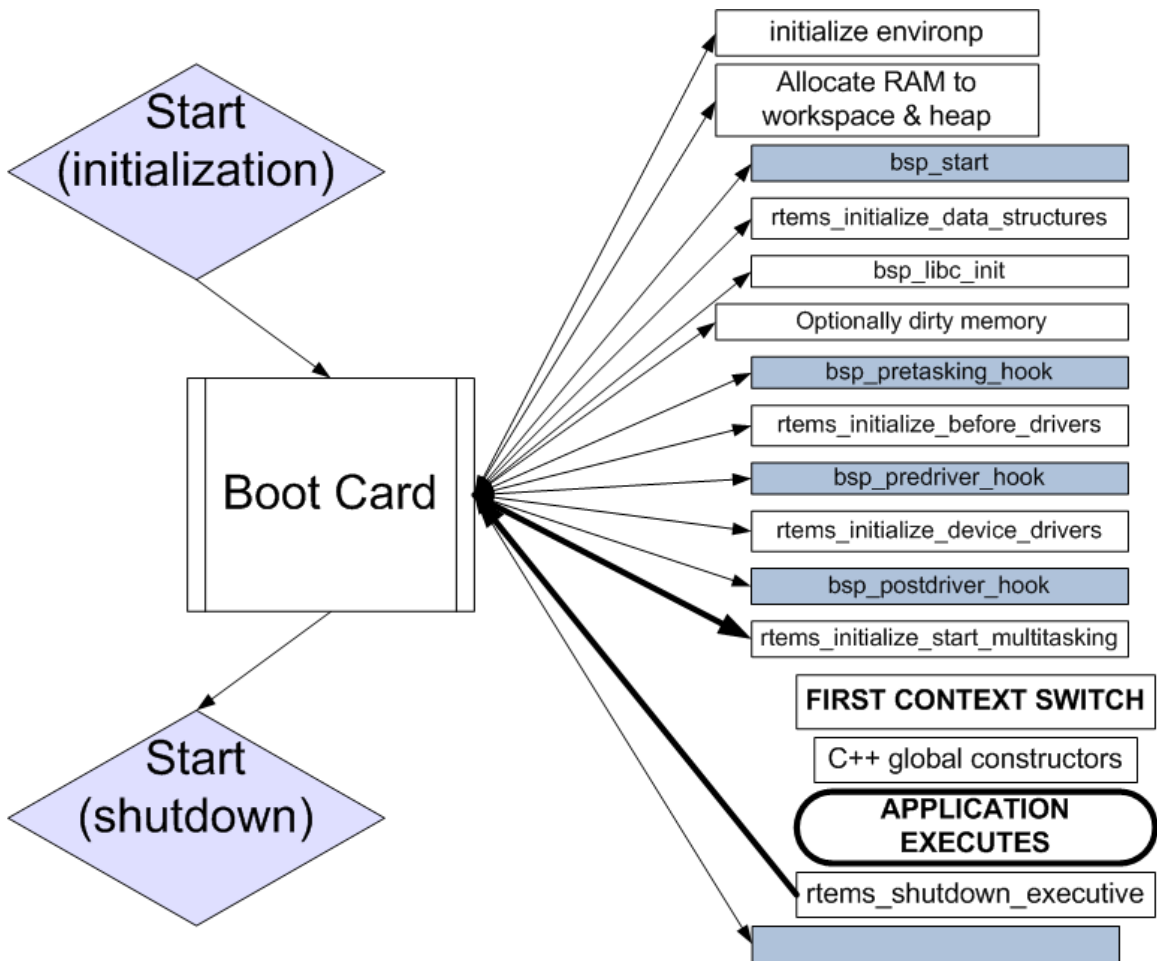 Start
(initialization)
Boot Card
Start
(shutdown)
initialize environp
Allocate RAM to
workspace & heap
bsp_start
rtems_initialize_data_structures
bsp_libc_init
Optionally dirty memory
bsp_pretasking_hook
rtems_initialize_before_drivers
bsp_predriver_hook
rtems_initialize_device_drivers
bsp_postdriver_hook
rtems_initialize_start_multitasking
FIRST CONTEXT SWITCH
C++ global constructors
APPLICATION
EXECUTES
rtems_shutdown_executive